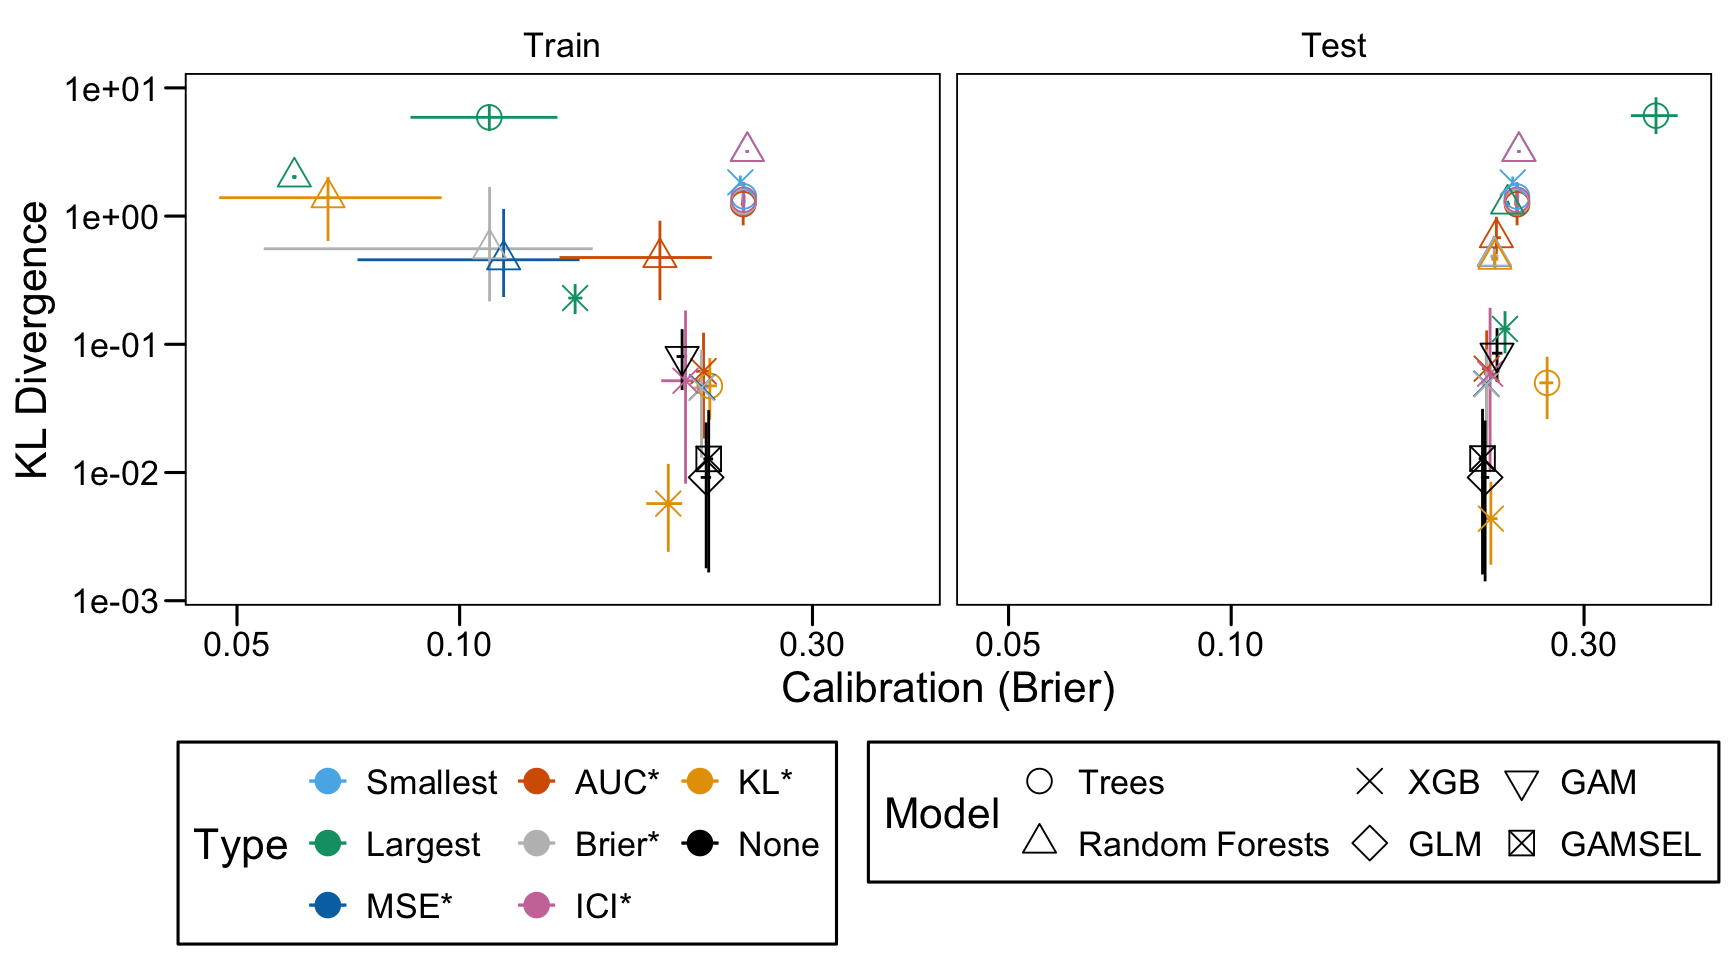 Train
Test
KL Divergence
1e+01
1e+00
1e-01
1e-02
1e-03
0.05 0.10 0.30
0.05 0.10 0.30
Calibration (Brier)
Type
Smallest AUC* KL*
Largest Brier* None
MSE* ICI*
Model
Trees XGB GAM
Random Forests GLM GAMSEL